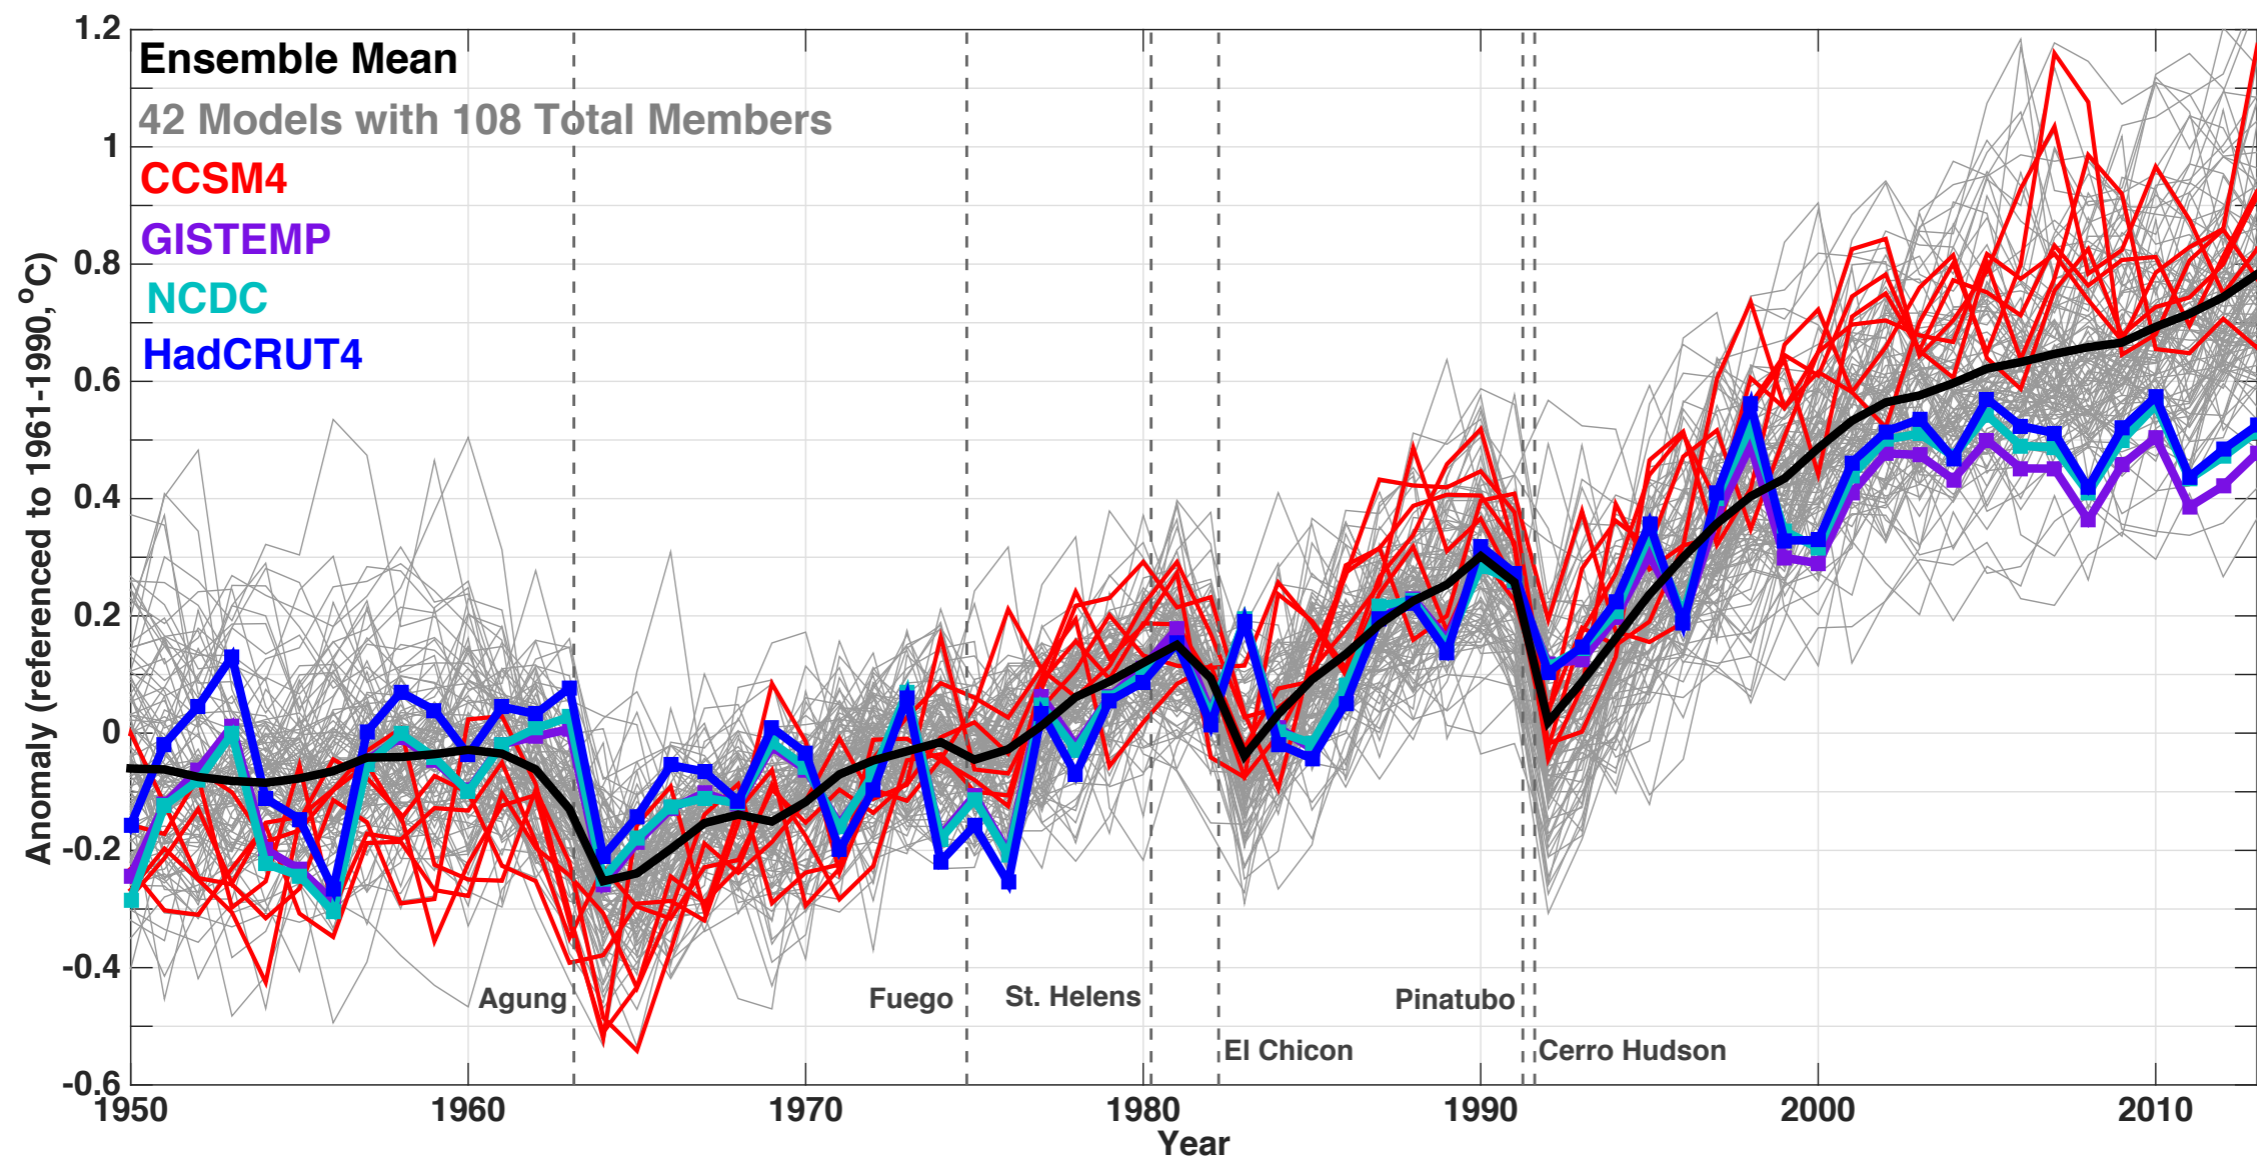 1.2
1
0.8
0.6
0.4
0.2
0
-0.2
-0.4
-0.6
Anomaly (referenced to 1961-1990, °C)
Ensemble Mean
42 Models with 108 Total Members
CCSM4
GISTEMP
NCDC
HadCRUT4
Agung
Fuego
St. Helens
El Chicon
Pinatubo
Cerro Hudson
1950 1960 1970 1980 1990 2000 2010
Year